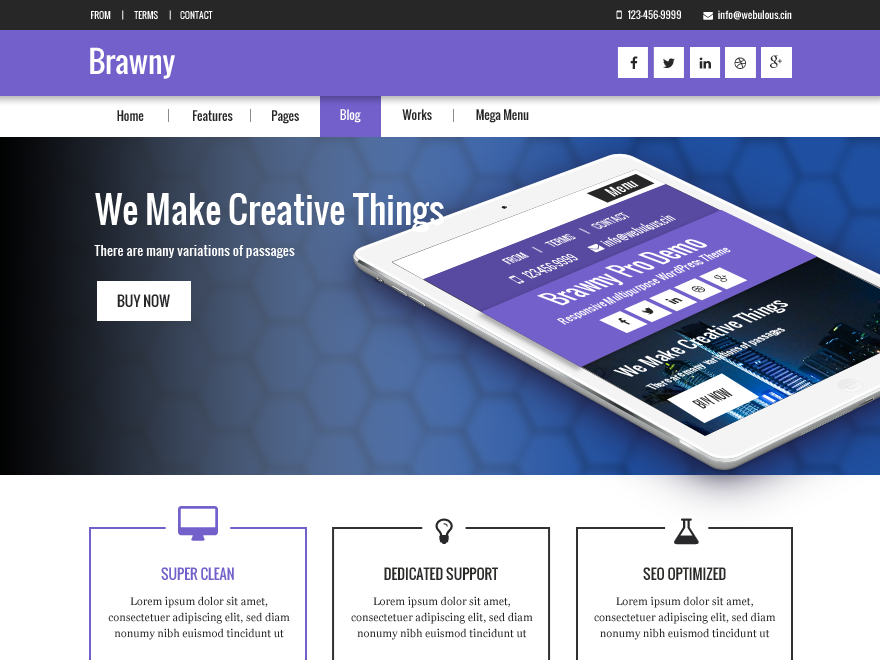 FROM | TERMS | CONTACT
123-456-9999
info@webulous.cin
Brawny
Home | Features | Pages Blog Works | Mega Menu
We Make Creative Things
There are many variations of passages
BUY NOW
Menu
FROM | TERMS | CONTACT
123-456-9999 info@webulous.cin
Brawny Pro Demo
Responsive Multipurpose WordPress Theme
We Make Creative Things
There are many variations of passages
BUY NOW
SUPER CLEAN
Lorem ipsum dolor sit amet,
consectetuer adipiscing elit, sed diam
nonumy nibh euismod tincidunt ut
DEDICATED SUPPORT
Lorem ipsum dolor sit amet,
consectetuer adipiscing elit, sed diam
nonumy nibh euismod tincidunt ut
SEO OPTIMIZED
Lorem ipsum dolor sit amet,
consectetuer adipiscing elit, sed diam
nonumy nibh euismod tincidunt ut